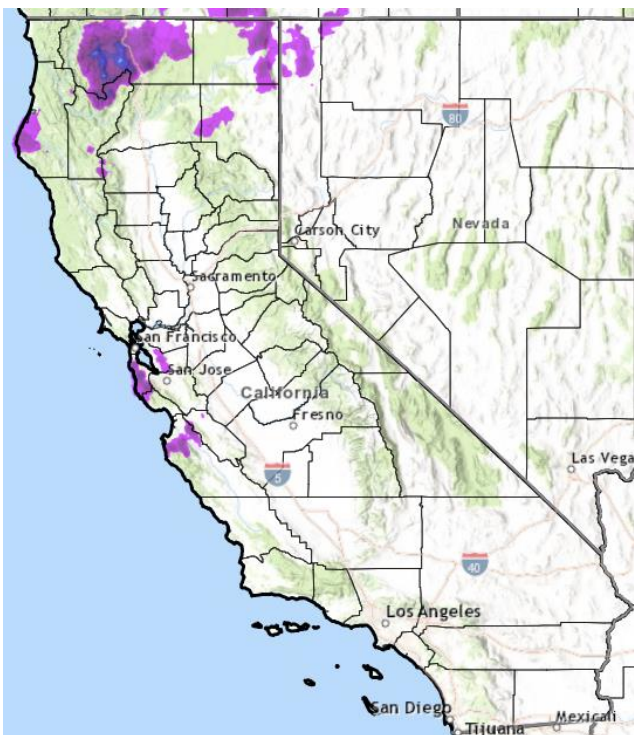 80
Carson City
Nevada
Sacramento
San Francisco
San Jose
California
Fresno
5
Las Vega
40
Los Angeles
San Diego
Mexicali
Tijuana